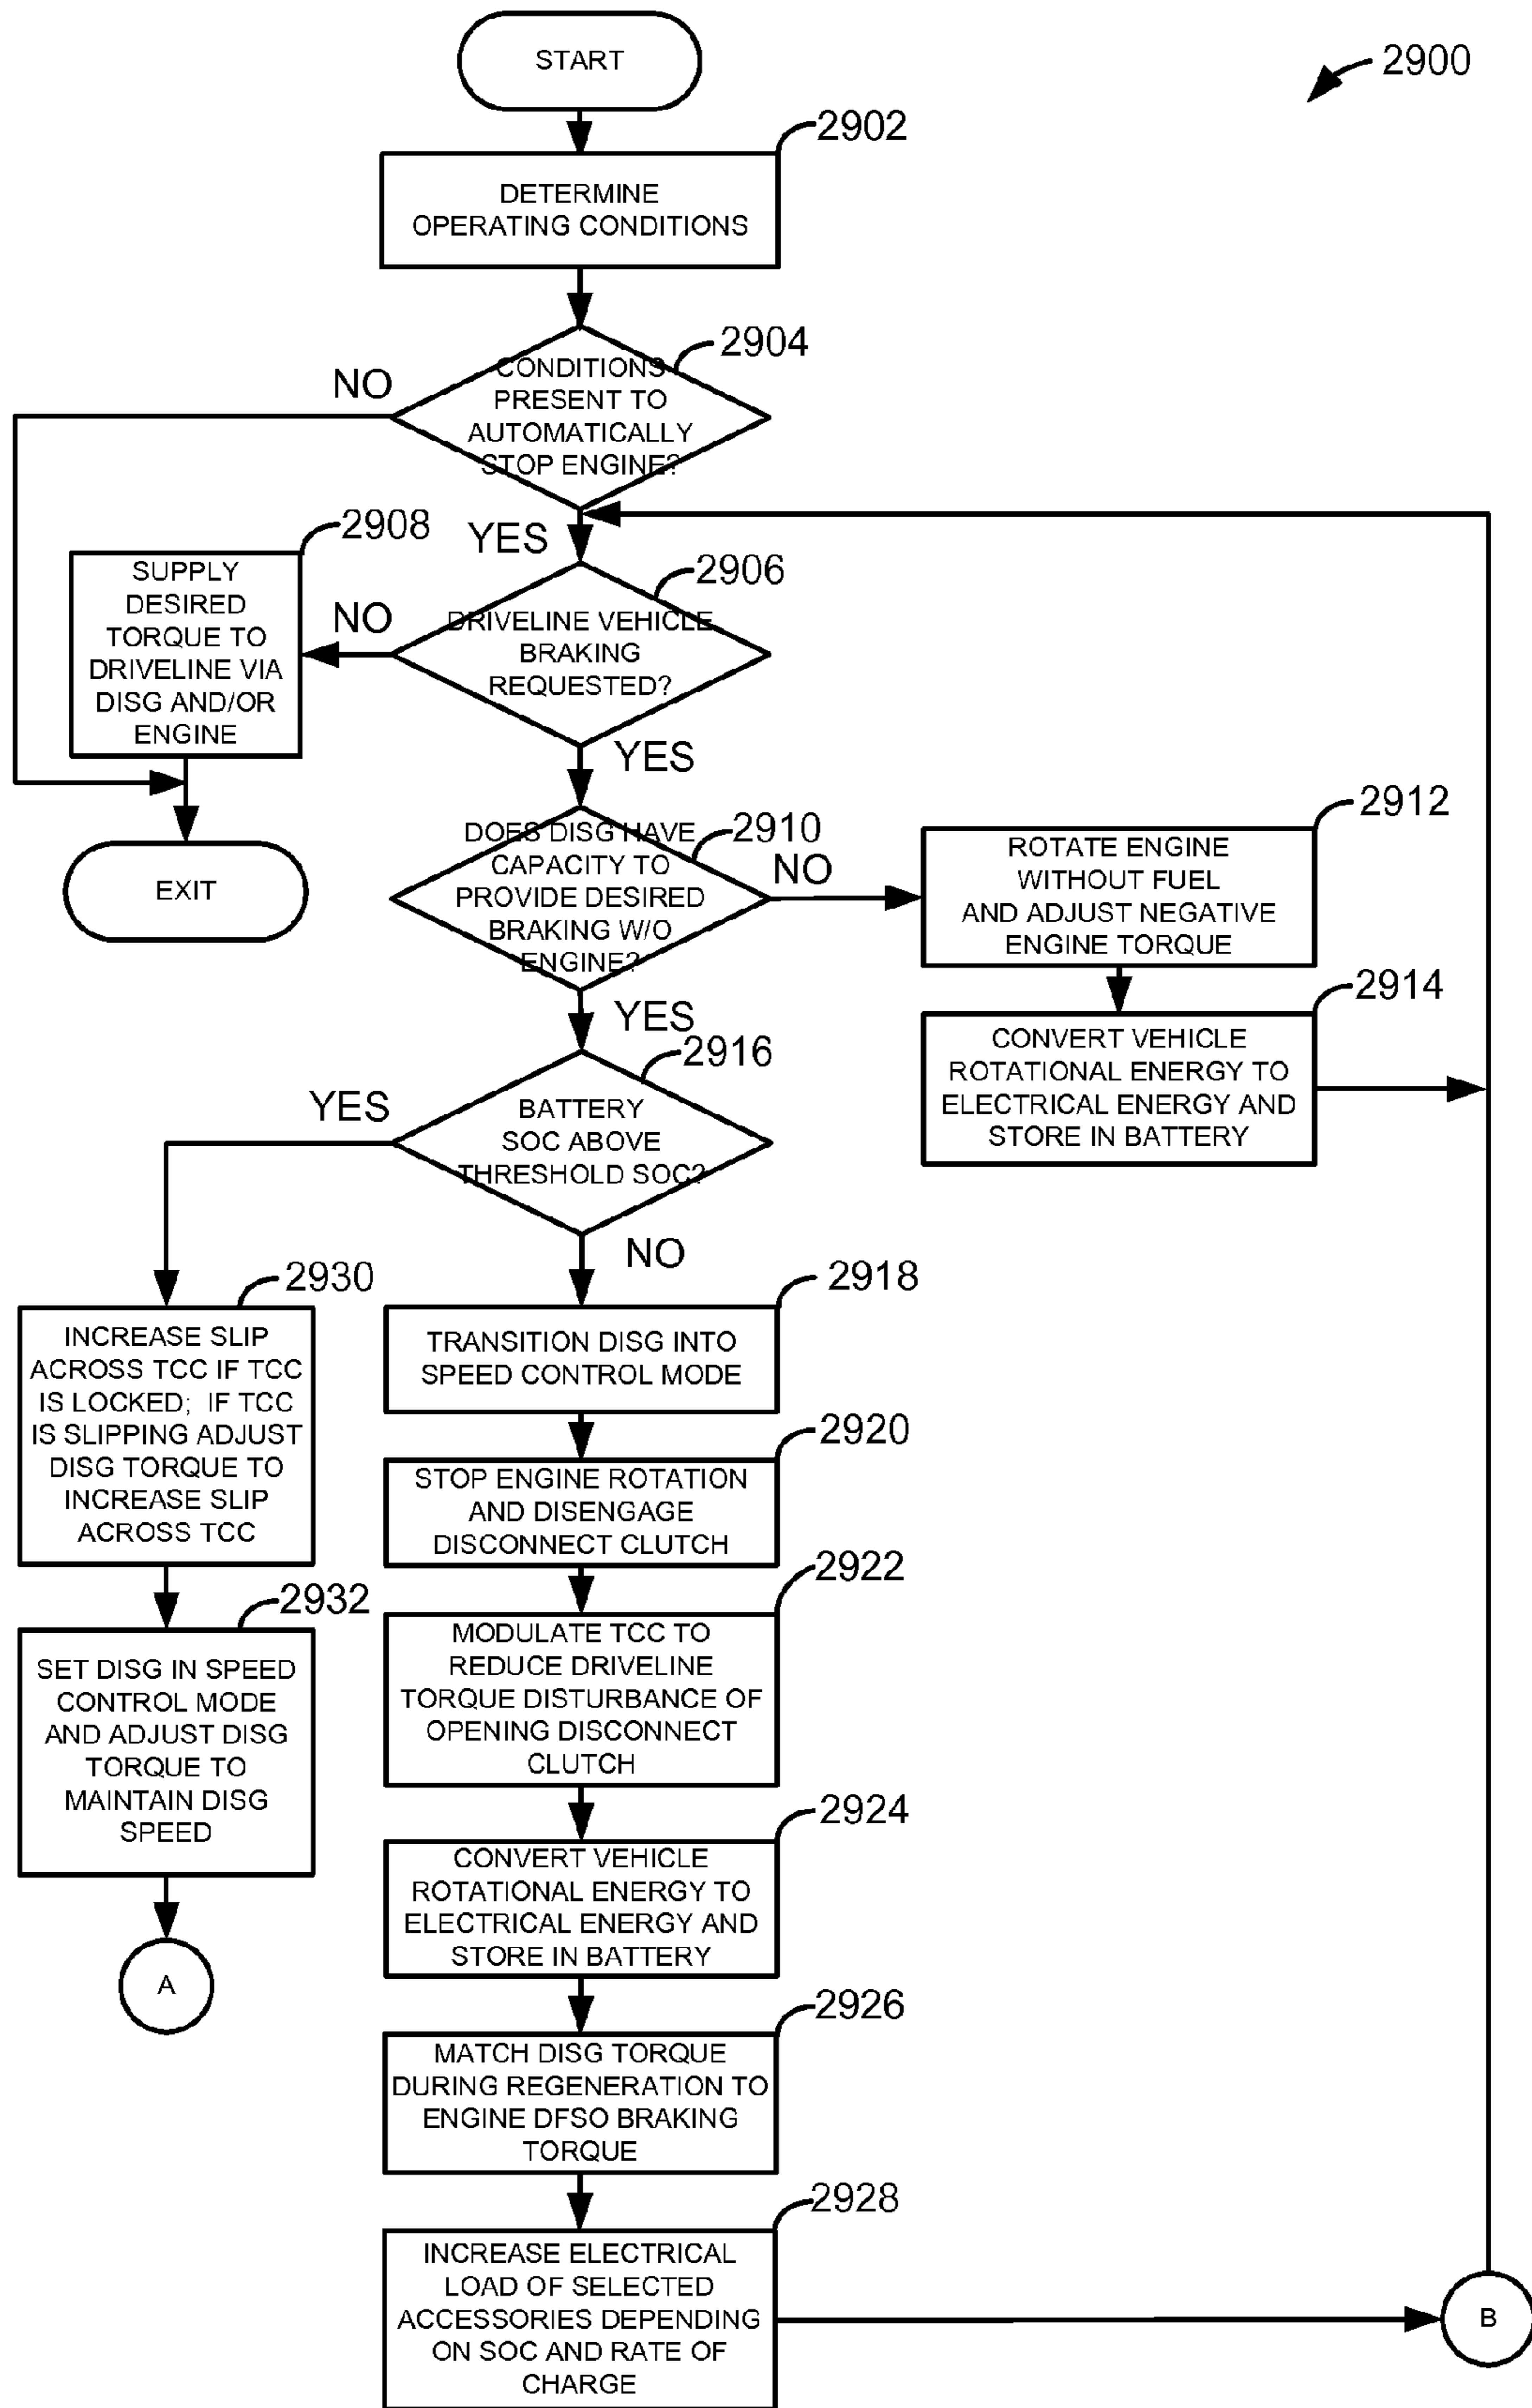 START
2900
2902
DETERMINE
OPERATING CONDITIONS
2904
NO
CONDITIONS
PRESENT TO
AUTOMATICALLY
STOP ENGINE?
2908
YES
2906
SUPPLY
DESIRED
TORQUE TO
DRIVELINE VIA
DISG AND/OR
ENGINE
NO
DRIVELINE VEHICLE
BRAKING
REQUESTED?
YES
EXIT
2910
DOES DISG HAVE
CAPACITY TO
PROVIDE DESIRED
BRAKING W/O
ENGINE?
NO
2912
ROTATE ENGINE
WITHOUT FUEL
AND ADJUST NEGATIVE
ENGINE TORQUE
2914
CONVERT VEHICLE
ROTATIONAL ENERGY TO
ELECTRICAL ENERGY AND
STORE IN BATTERY
YES
2916
YES
BATTERY
SOC ABOVE
THRESHOLD SOC?
NO
2930
INCREASE SLIP
ACROSS TCC IF TCC
IS LOCKED; IF TCC
IS SLIPPING ADJUST
DISG TORQUE TO
INCREASE SLIP
ACROSS TCC
2932
SET DISG IN SPEED
CONTROL MODE
AND ADJUST DISG
TORQUE TO
MAINTAIN DISG
SPEED
A
2918
TRANSITION DISG INTO
SPEED CONTROL MODE
2920
STOP ENGINE ROTATION
AND DISENGAGE
DISCONNECT CLUTCH
2922
MODULATE TCC TO
REDUCE DRIVELINE
TORQUE DISTURBANCE OF
OPENING DISCONNECT
CLUTCH
2924
CONVERT VEHICLE
ROTATIONAL ENERGY TO
ELECTRICAL ENERGY AND
STORE IN BATTERY
2926
MATCH DISG TORQUE
DURING REGENERATION TO
ENGINE DFSO BRAKING
TORQUE
2928
INCREASE ELECTRICAL
LOAD OF SELECTED
ACCESSORIES DEPENDING
ON SOC AND RATE OF
CHARGE
B